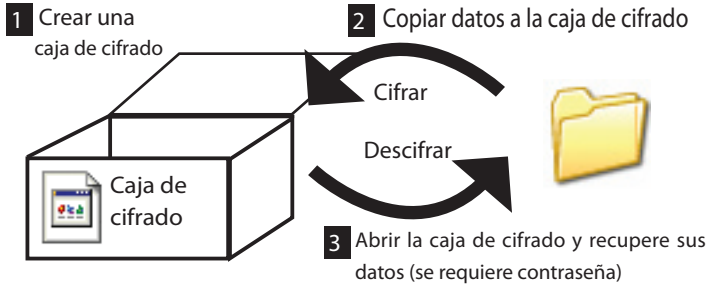 1 Crear una
caja de cifrado
2 Copiar datos a la caja de cifrado
Cifrar
Descifrar
Caja de
cifrado
3 Abrir la caja de cifrado y recupere sus
datos (se requiere contraseña)